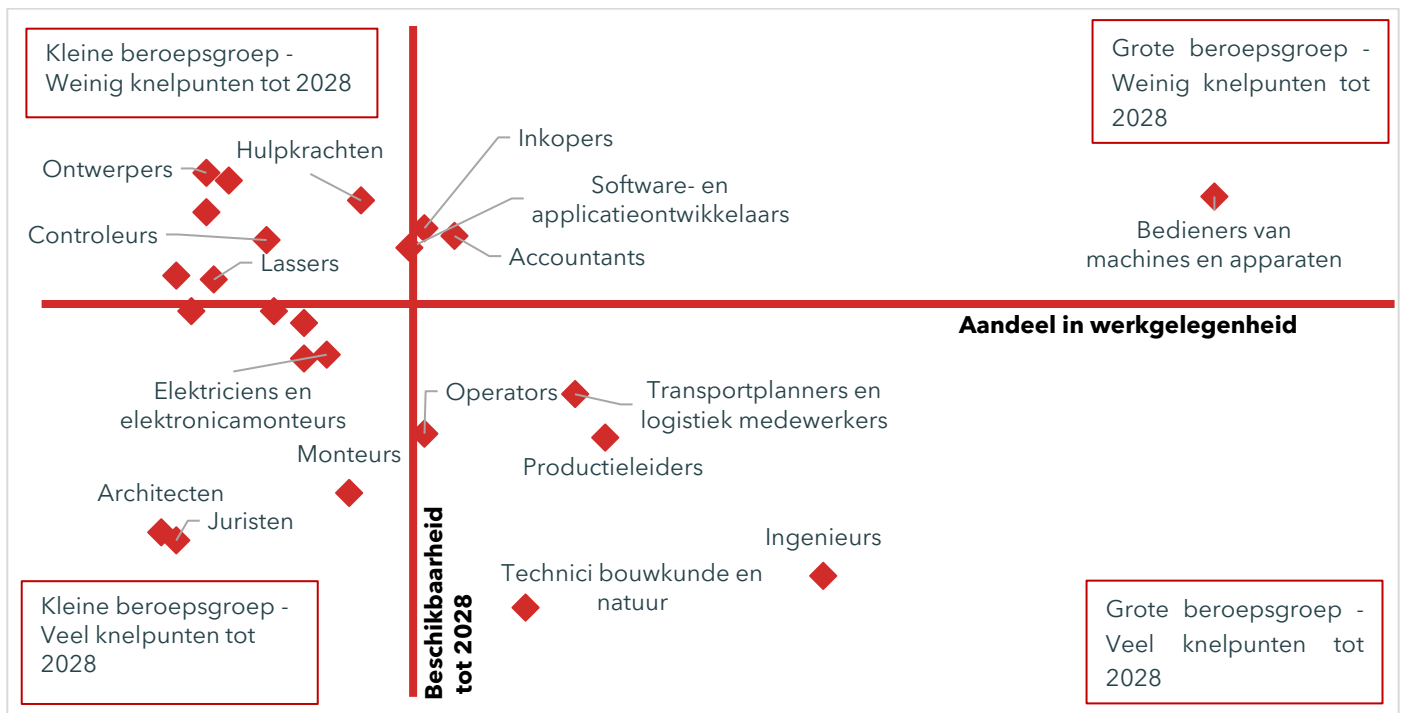 Kleine beroepsgroep -
Weinig knelpunten tot 2028
Grote beroepsgroep -
Weinig knelpunten tot
2028
Inkopers
Hulpkrachten
Ontwerpers
Software- en
applicatieontwikkelaars
Controleurs
Accountants
Lassers
Bedieners van
machines en apparaten
Aandeel in werkgelegenheid
Elektriciens en
elektronicamonteurs
Operators
Transportplanners en
logistiek medewerkers
Monteurs
Productieleiders
Architecten
Juristen
Beschikbaarheid
tot 2028
Ingenieurs
Technici bouwkunde en
natuur
Kleine beroepsgroep -
Veel knelpunten tot
2028
Grote beroepsgroep -
Veel knelpunten tot
2028